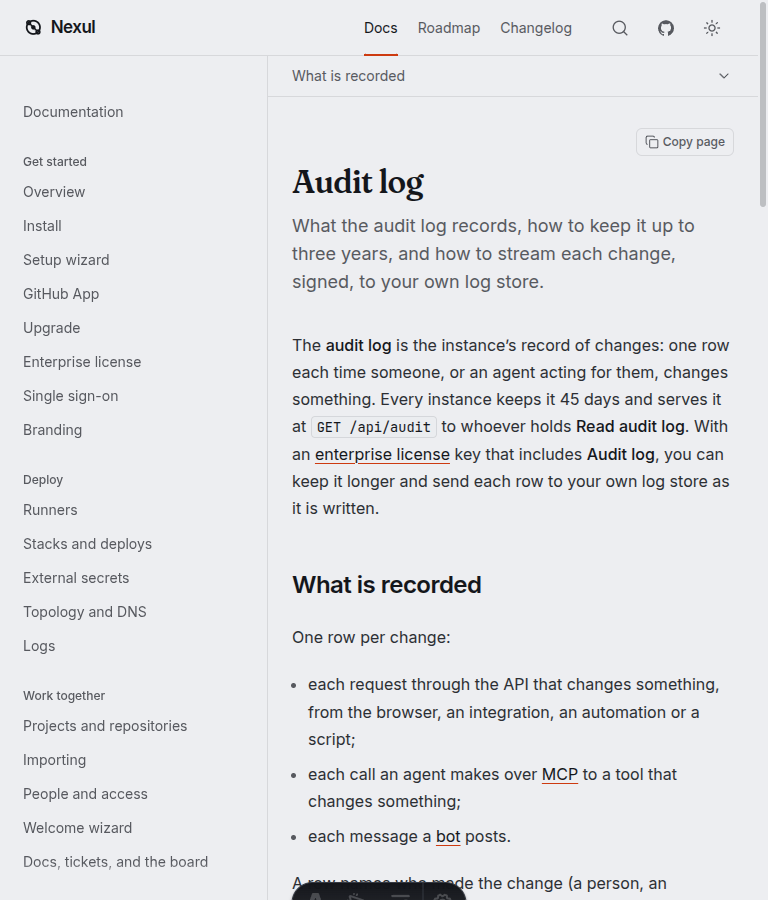 Nexul
Docs
Roadmap
Changelog
Documentation
Get started
Overview
Install
Setup wizard
GitHub App
Upgrade
Enterprise license
Single sign-on
Branding
Deploy
Runners
Stacks and deploys
External secrets
Topology and DNS
Logs
Work together
Projects and repositories
Importing
People and access
Welcome wizard
Docs, tickets, and the board
What is recorded
Copy page
Audit log
What the audit log records, how to keep it up to
three years, and how to stream each change,
signed, to your own log store.
The audit log is the instance’s record of changes: one row
each time someone, or an agent acting for them, changes
something. Every instance keeps it 45 days and serves it
at GET /api/audit to whoever holds Read audit log. With
an enterprise license key that includes Audit log, you can
keep it longer and send each row to your own log store as
it is written.
What is recorded
One row per change:
• each request through the API that changes something,
from the browser, an integration, an automation or a
script;
• each call an agent makes over MCP to a tool that
changes something;
• each message a bot posts.
A row names who made the change (a person, an